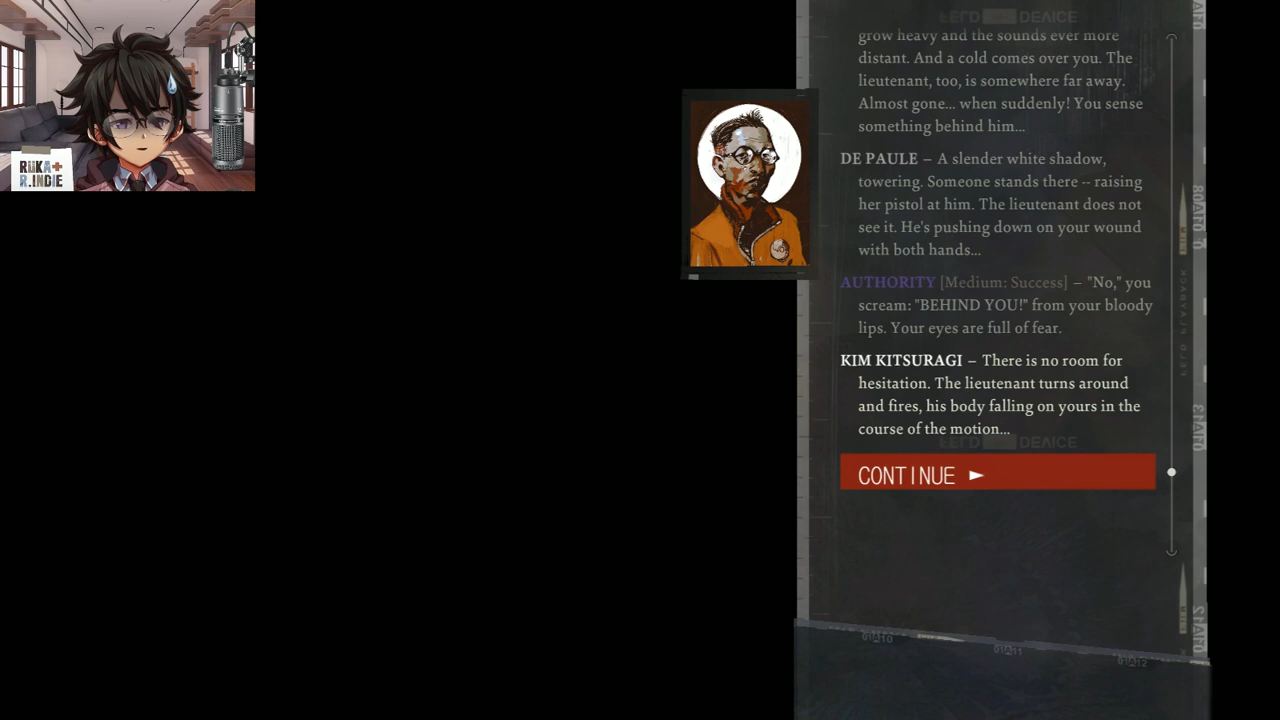 RUKA+
R.INDIE
grow heavy and the sounds ever more
distant. And a cold comes over you. The
lieutenant, too, is somewhere far away.
Almost gone... when suddenly! You sense
something behind him...
DE PAULE – A slender white shadow,
towering. Someone stands there -- raising
her pistol at him. The lieutenant does not
see it. He's pushing down on your wound
with both hands...
AUTHORITY [Medium: Success] – "No," you
scream: "BEHIND YOU!" from your bloody
lips. Your eyes are full of fear.
KIM KITSURAGI – There is no room for
hesitation. The lieutenant turns around
and fires, his body falling on yours in the
course of the motion...
CONTINUE ►